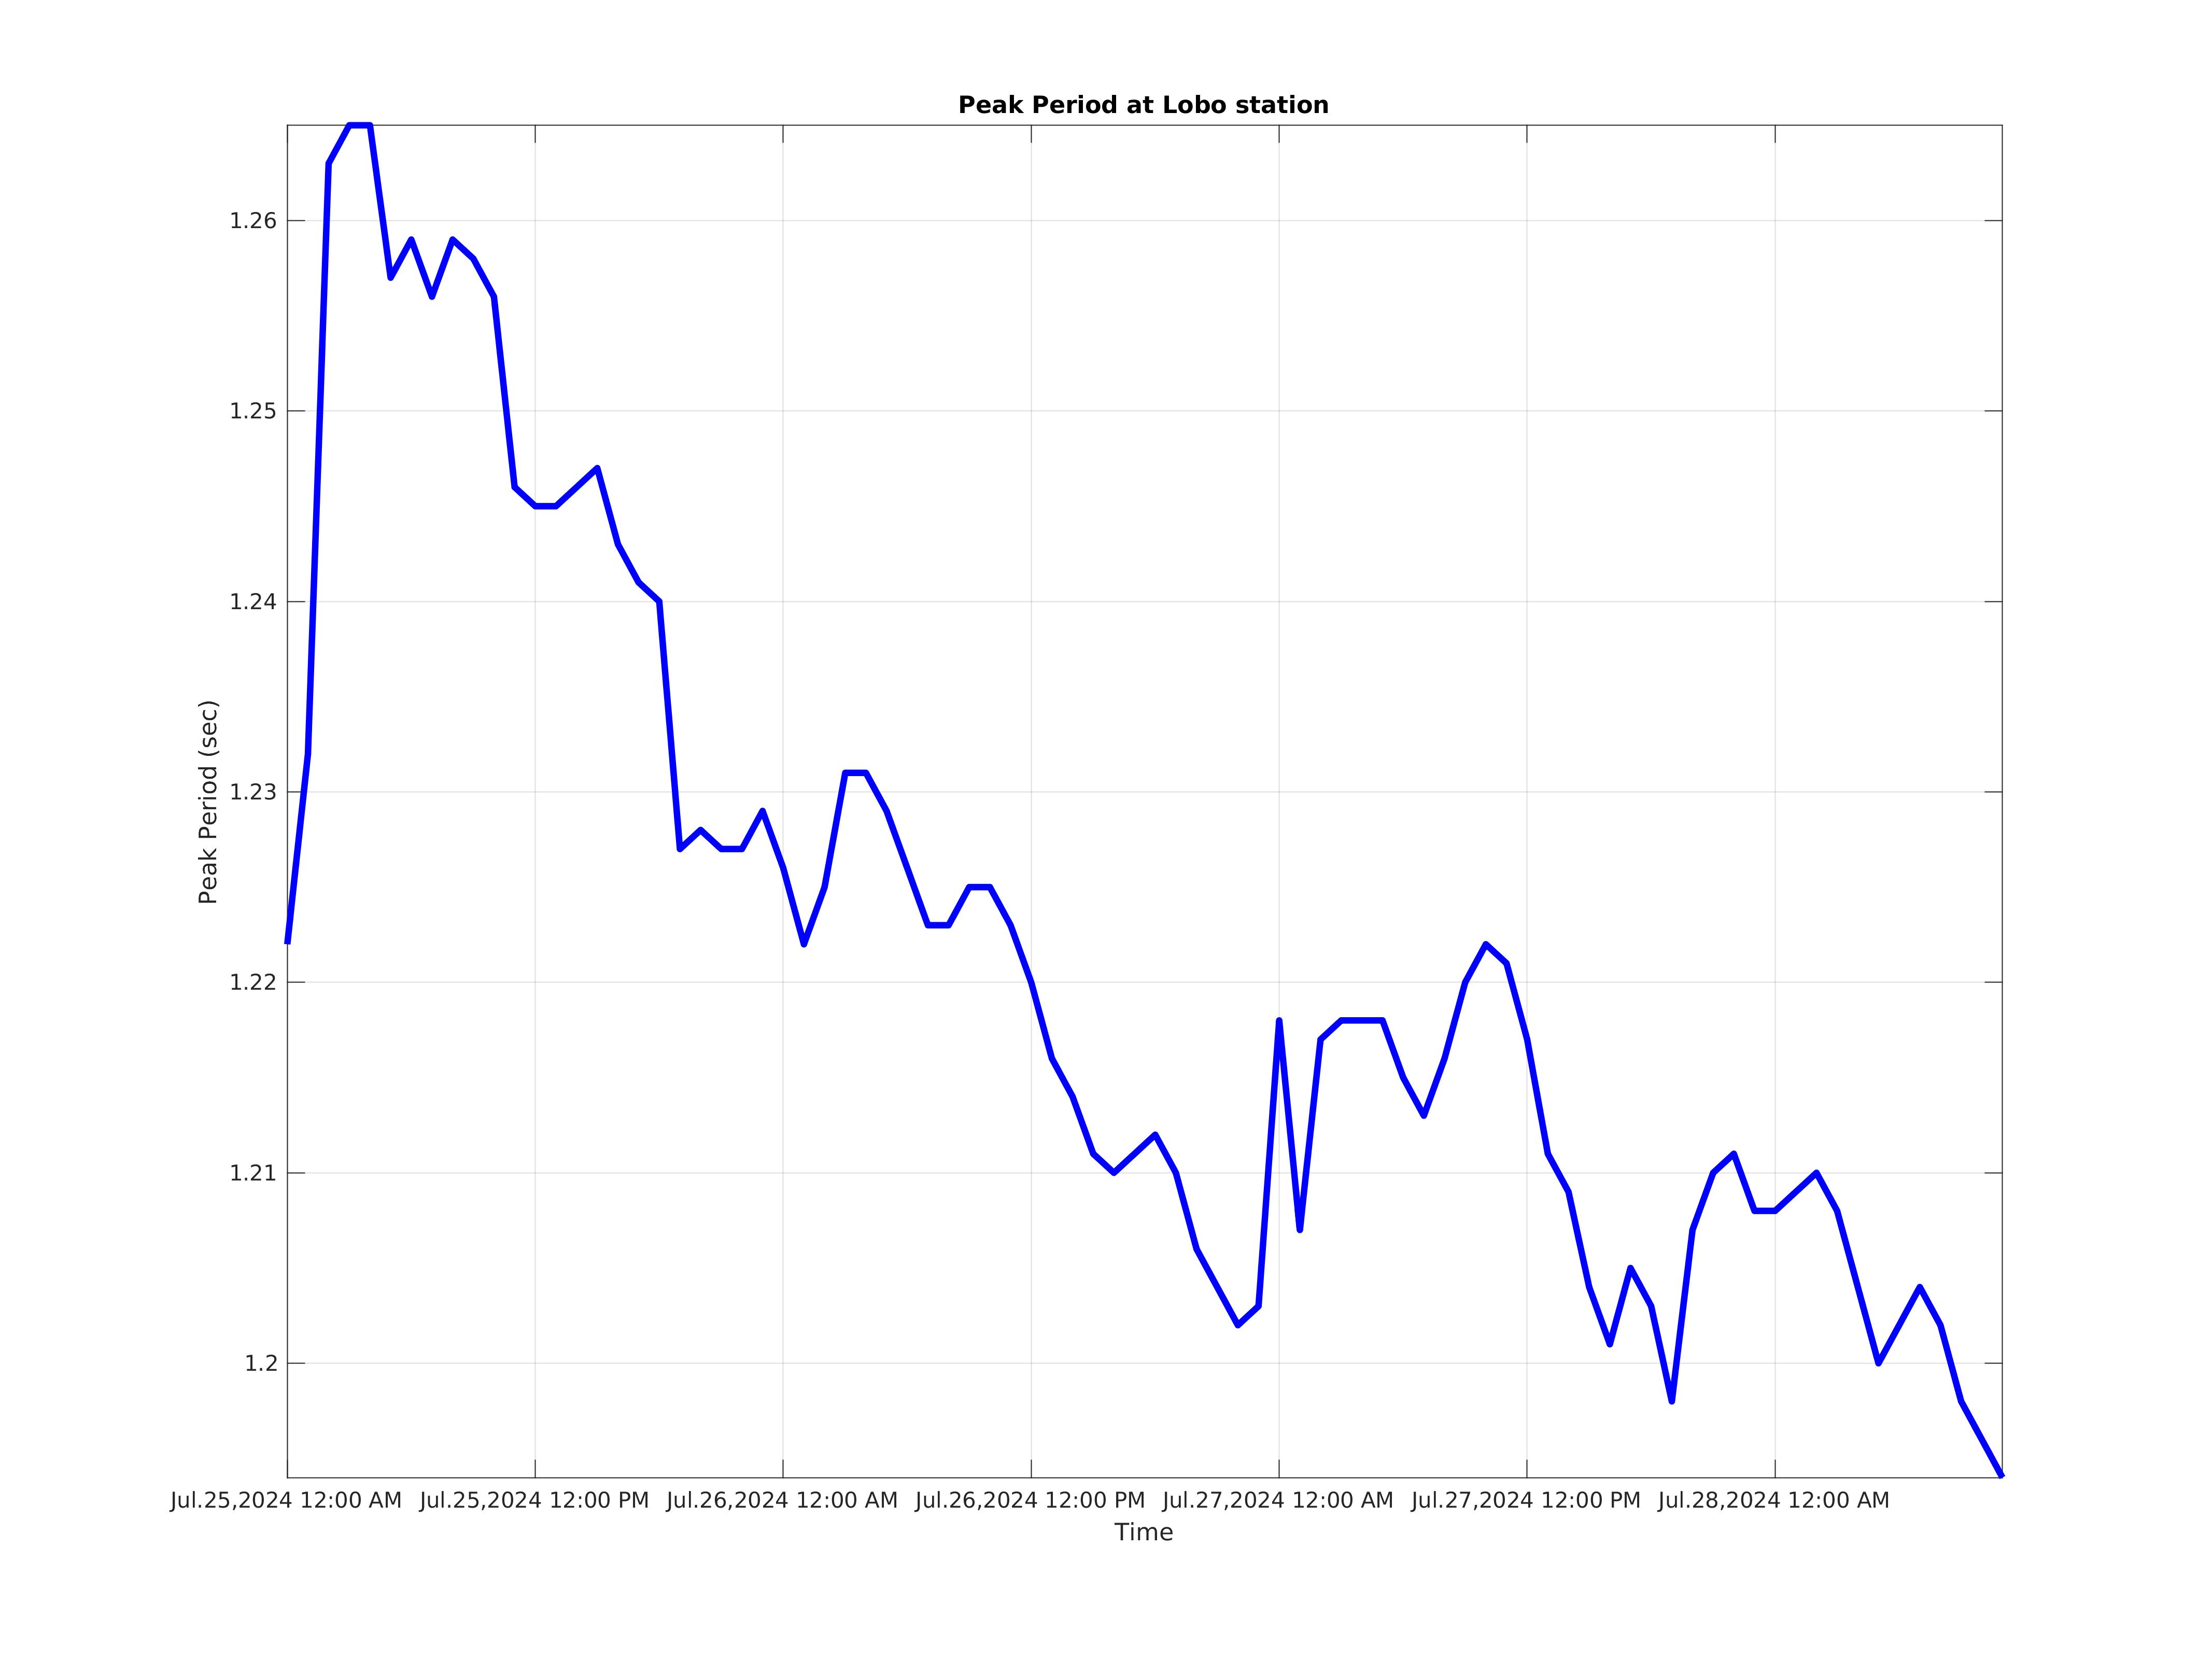 Peak Period at Lobo station
1.26
1.25
1.24
1.23
1.22
1.21
1.2
Peak Period (sec)
Jul.25,2024 12:00 AM Jul.25,2024 12:00 PM Jul.26,2024 12:00 AM Jul.26,2024 12:00 PM Jul.27,2024 12:00 AM Jul.27,2024 12:00 PM Jul.28,2024 12:00 AM
Time